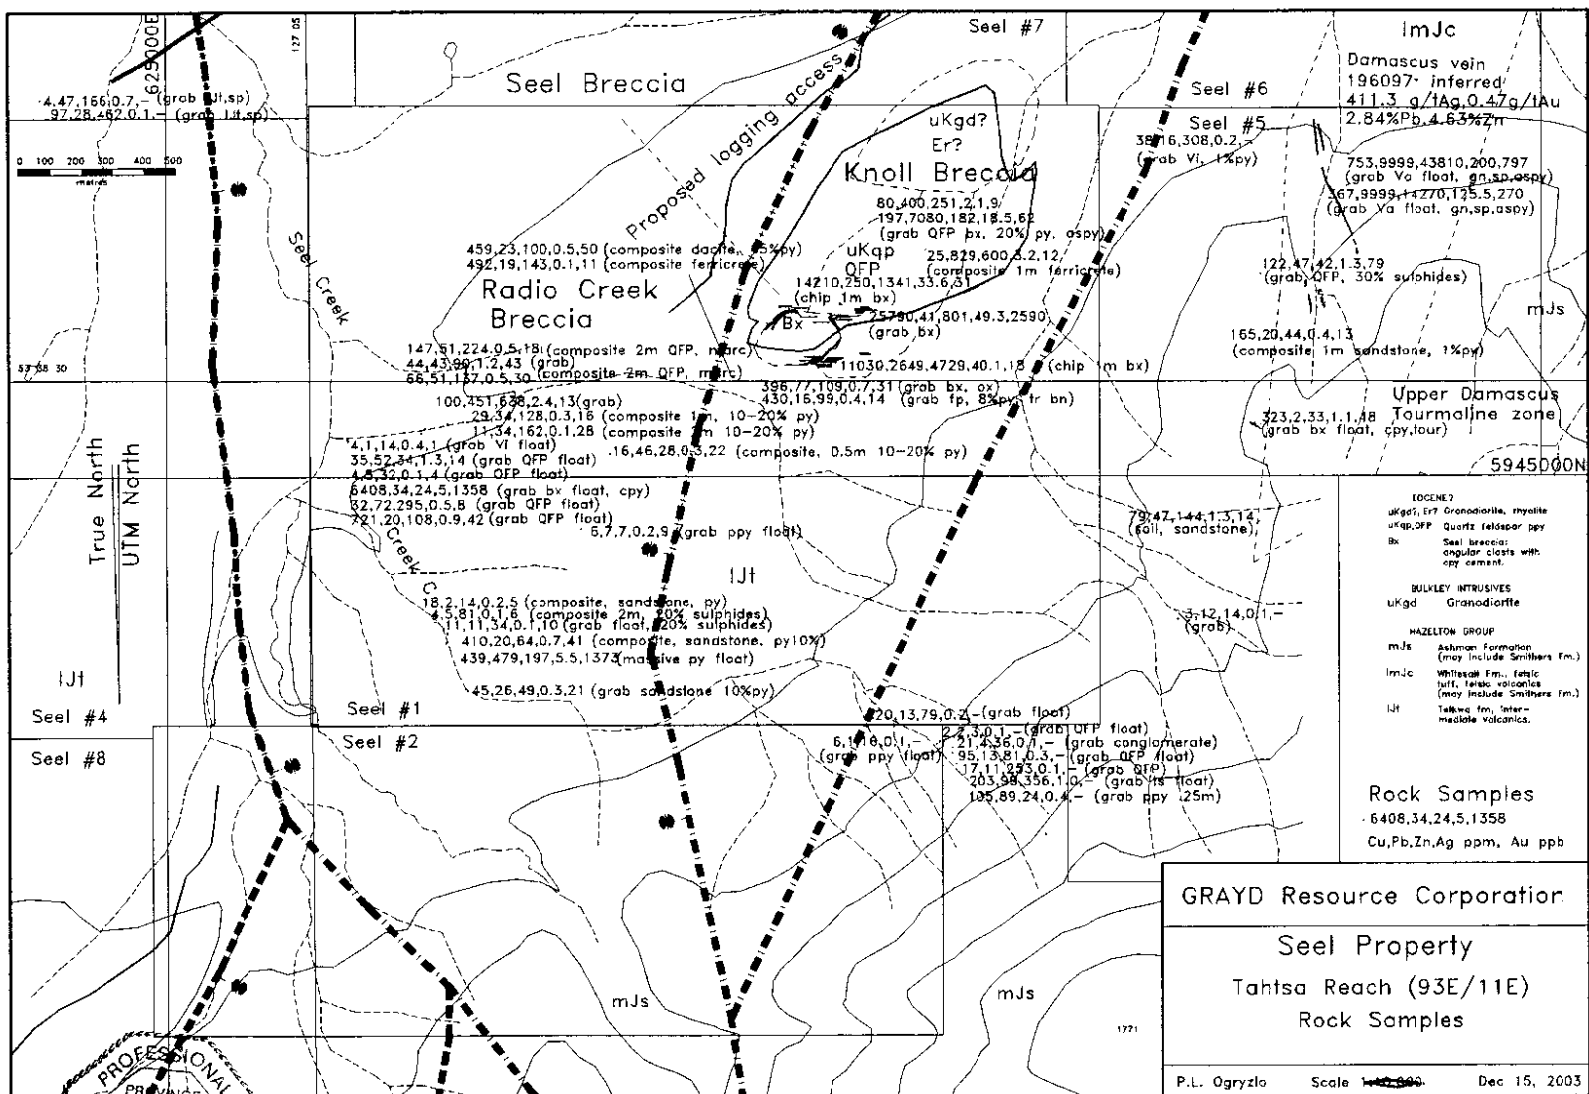 Seel #7
lmJc
629000E
127 05
Seel Breccia
Damascus vein
196097 inferred
411.3 g/tAg,0.47g/tAu
2.84%Pb,4.63%Zn
Seel #6
Seel #5
4,47,166,0.7,- (grab lJt,sp)
97,28,462,0.1,- (grab lJt,sp)
0 100 200 300 400 500
metres
Proposed logging access
uKgd?
Er?
Knoll Breccia
(grab Vi, 1%py)
753,9999,43810,200,797
(grab Va float, gn,sp,aspy)
367,9999,14270,125.5,270
(grab Va float, gn,sp,aspy)
80,400,251,2.1,9
197,7080,182,18.5,62
(grab QFP bx, 20% py, aspy)
Seel Creek
459,23,100,0.5,50 (composite dacite, 5%py)
492,19,143,0.1,11 (composite ferricrete)
uKqp
QFP
25,829,600,3.2,12
(composite 1m ferricrete)
122,47,42,1.3,79
(grab QFP, 30% sulphides)
Radio Creek
Breccia
14210,250,1341,33.6,31
(chip 1m bx)
mJs
Bx
25790,41,801,49.3,2590
(grab bx)
165,20,44,0.4,13
(composite 1m sandstone, 1%py)
147,51,224,0.5,18 (composite 2m QFP, marc)
44,43,90,1.2,43 (grab)
66,51,137,0.5,30 (composite 2m QFP, marc)
11030,2649,4729,40.1,18 (chip 1m bx)
53 38 30
396,77,109,0.7,31 (grab bx, ox)
430,16,99,0.4,14 (grab fp, 8%py, tr bn)
Upper Damascus
Tourmaline zone
100,451,638,2.4,13(grab)
29,34,128,0.3,16 (composite 1m, 10-20% py)
11,34,162,0.1,28 (composite 2m 10-20% py)
323,2,33,1.1,48
(grab bx float, cpy,tour)
4,1,14,0.4,1 (grab Vi float)
16,46,28,0.3,22 (composite, 0.5m 10-20% py)
35,52,34,1.3,14 (grab QFP float)
4,5,32,0.1,4 (grab QFP float)
5945000N
6408,34,24,5,1358 (grab bx float, cpy)
32,72,295,0.5,8 (grab QFP float)
721,20,108,0.9,42 (grab QFP float)
6,7,7,0.2,9 (grab ppy float)
79,47,144,1.3,14
(soil, sandstone)
True North
UTM North
Creek C
lJt
EOCENE?
uKgd?, Er? Granodiorite, rhyolite
uKqp,QFP Quartz feldspar ppy
Bx Seel breccia:
angular clasts with
cpy cement.
BULKLEY INTRUSIVES
uKgd Granodiorite
HAZELTON GROUP
mJs Ashman Formation
(may include Smithers Fm.)
lmJc Whitesail Fm., felsic
tuff, felsic volcanics
(may include Smithers Fm.)
lJt Telkwa fm, inter-
mediate volcanics.
18,2,14,0.2,5 (composite, sandstone, py)
4,5,81,0.1,6 (composite 2m, 20% sulphides)
11,11,34,0.1,10 (grab float, 20% sulphides)
410,20,64,0.7,41 (composite, sandstone, py10%)
439,479,197,5.5,1373(massive py float)
3,12,14,0.1,-
(grab)
45,26,49,0.3,21 (grab sandstone 10%py)
lJt
Seel #4
Seel #1
Seel #2
Seel #8
20,13,79,0.2,-(grab float)
2,2,3,0.1,-(grab QFP float)
(grab ppy float)
21,4,36,0.1,- (grab conglomerate)
95,13,81,0.3,- (grab QFP float)
17,11,253,0.1,- (grab QFP)
203,99,356,1.0,- (grab fs float)
105,89,24,0.4,- (grab ppy .25m)
Rock Samples
6408,34,24,5,1358
Cu,Pb,Zn,Ag ppm, Au ppb
mJs
mJs
1771
GRAYD Resource Corporation
Seel Property
Tahtsa Reach (93E/11E)
Rock Samples
P.L. Ogryzlo Scale Dec 15, 2003
PROFESSIONAL